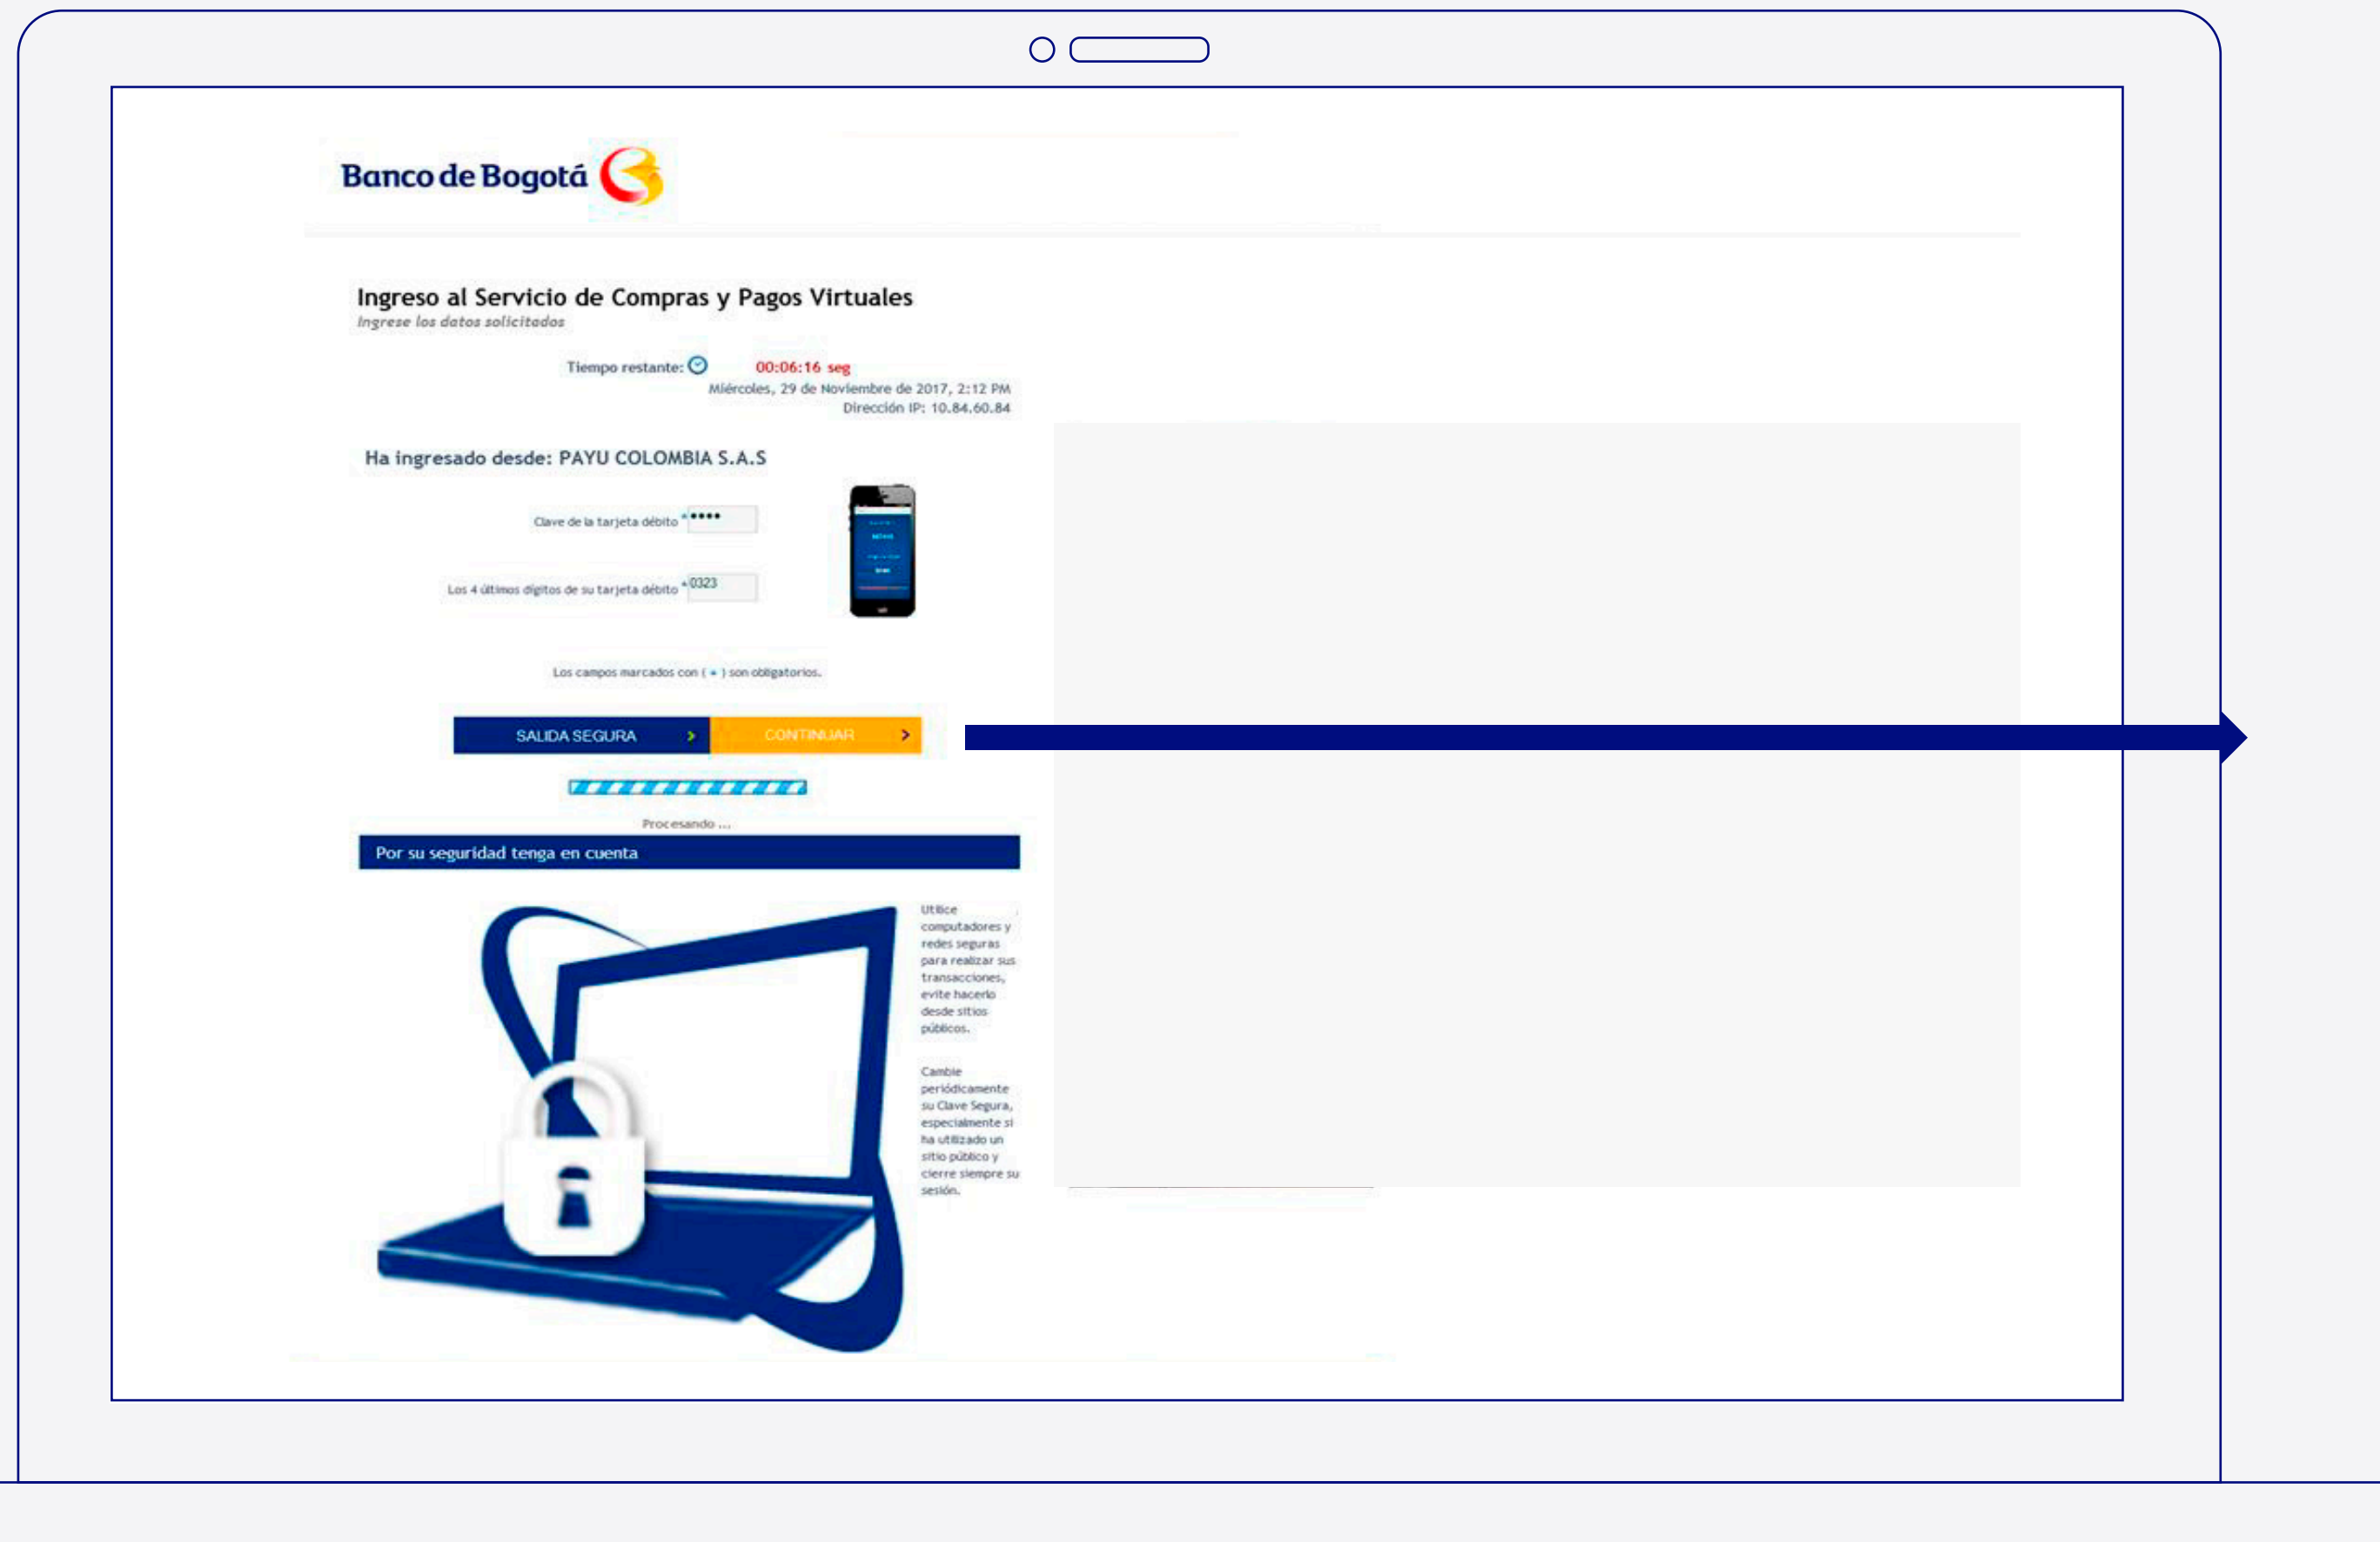 Banco de Bogotá
Ingreso al Servicio de Compras y Pagos Virtuales
Ingrese los datos solicitados
Tiempo restante: 00:06:16 seg
Miércoles, 29 de Noviembre de 2017, 2:12 PM
Dirección IP: 10.84.60.84
Ha ingresado desde: PAYU COLOMBIA S.A.S
Clave de la tarjeta débito * ••••
Los 4 últimos dígitos de su tarjeta débito * 0323
Los campos marcados con ( * ) son obligatorios.
SALIDA SEGURA > CONTINUAR >
Procesando ...
Por su seguridad tenga en cuenta
Utilice
computadores y
redes seguras
para realizar sus
transacciones,
evite hacerlo
desde sitios
públicos.
Cambie
periódicamente
su Clave Segura,
especialmente si
ha utilizado un
sitio público y
cierre siempre su
sesión.